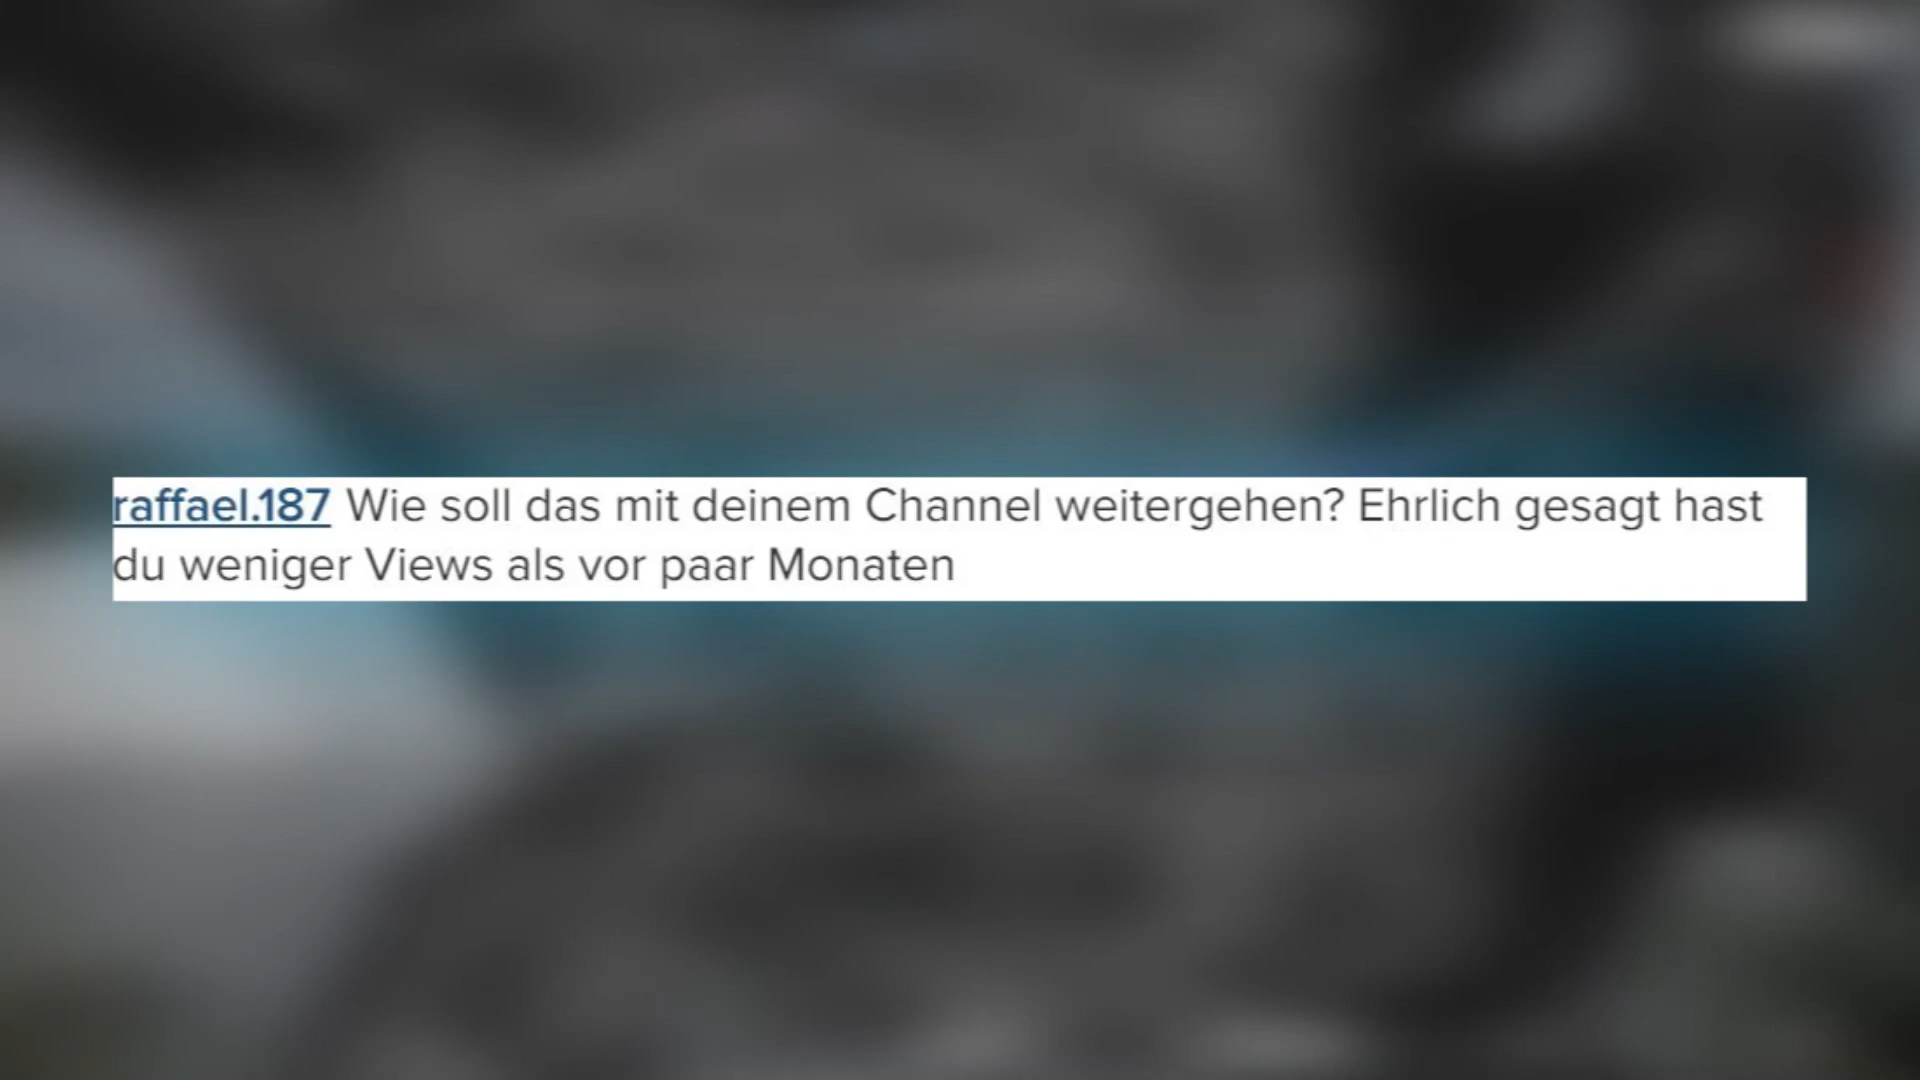 raffael.187 Wie soll das mit deinem Channel weitergehen? Ehrlich gesagt hast
du weniger Views als vor paar Monaten